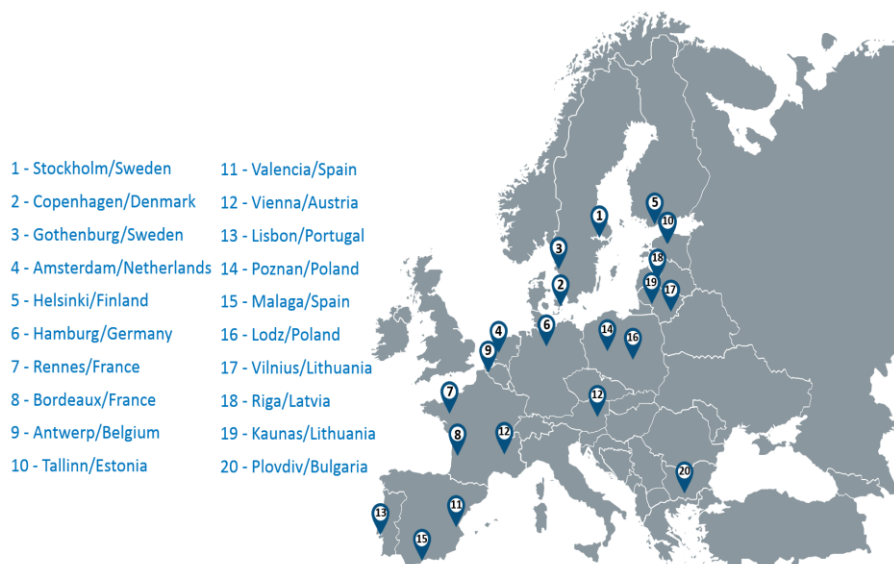 1 - Stockholm/Sweden
2 - Copenhagen/Denmark
3 - Gothenburg/Sweden
4 - Amsterdam/Netherlands
5 - Helsinki/Finland
6 - Hamburg/Germany
7 - Rennes/France
8 - Bordeaux/France
9 - Antwerp/Belgium
10 - Tallinn/Estonia
11 - Valencia/Spain
12 - Vienna/Austria
13 - Lisbon/Portugal
14 - Poznan/Poland
15 - Malaga/Spain
16 - Lodz/Poland
17 - Vilnius/Lithuania
18 - Riga/Latvia
19 - Kaunas/Lithuania
20 - Plovdiv/Bulgaria
5
1
10
3
18
2
19
17
6
4
14
16
9
7
12
8
12
20
11
13
15